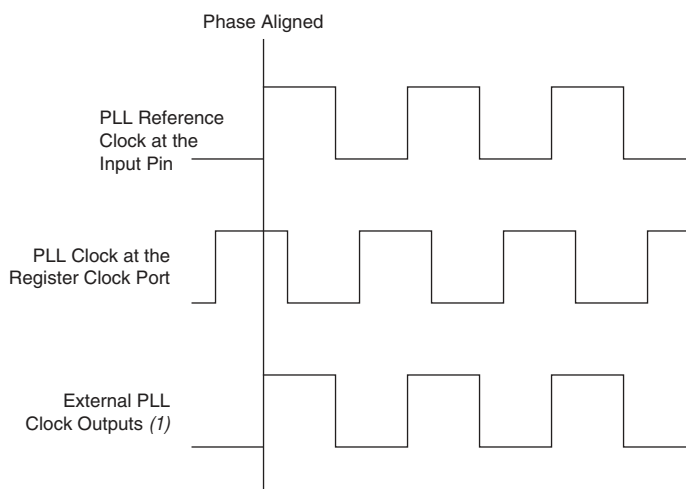 Phase Aligned
PLL Reference
Clock at the
Input Pin
PLL Clock at the
Register Clock Port
External PLL
Clock Outputs (1)